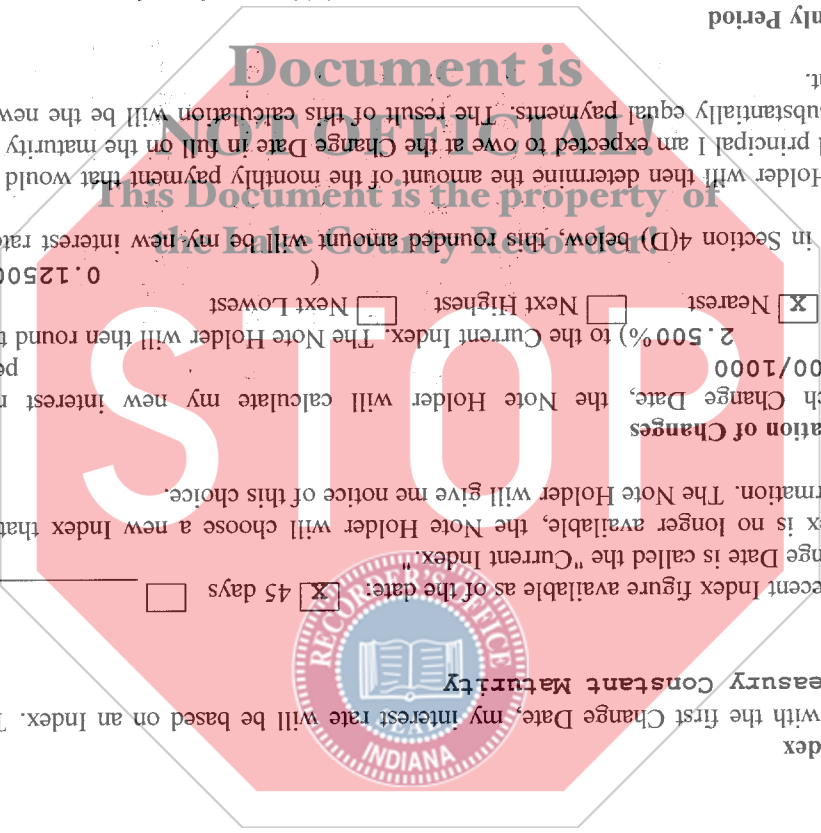 Document is
NOT OFFICIAL!
This Document is the property of
the Lake County Recorder!
STOP
RECORDER'S OFFICE
SEAL
INDIANA
dex
with the first Change Date, my interest rate will be based on an Index. T
easury Constant Maturity
ecent Index figure available as of the date: X 45 days
nge Date is called the "Current Index."
ex is no longer available, the Note Holder will choose a new Index that
rmation. The Note Holder will give me notice of this choice.
ation of Changes
ch Change Date, the Note Holder will calculate my new interest r
00/1000 pe
2.500%) to the Current Index. The Note Holder will then round t
X Nearest Next Highest Next Lowest
( 0.12500
in Section 4(D) below, this rounded amount will be my new interest rate
Holder will then determine the amount of the monthly payment that would
l principal I am expected to owe at the Change Date in full on the maturity
substantially equal payments. The result of this calculation will be the new
nt.
nly Period